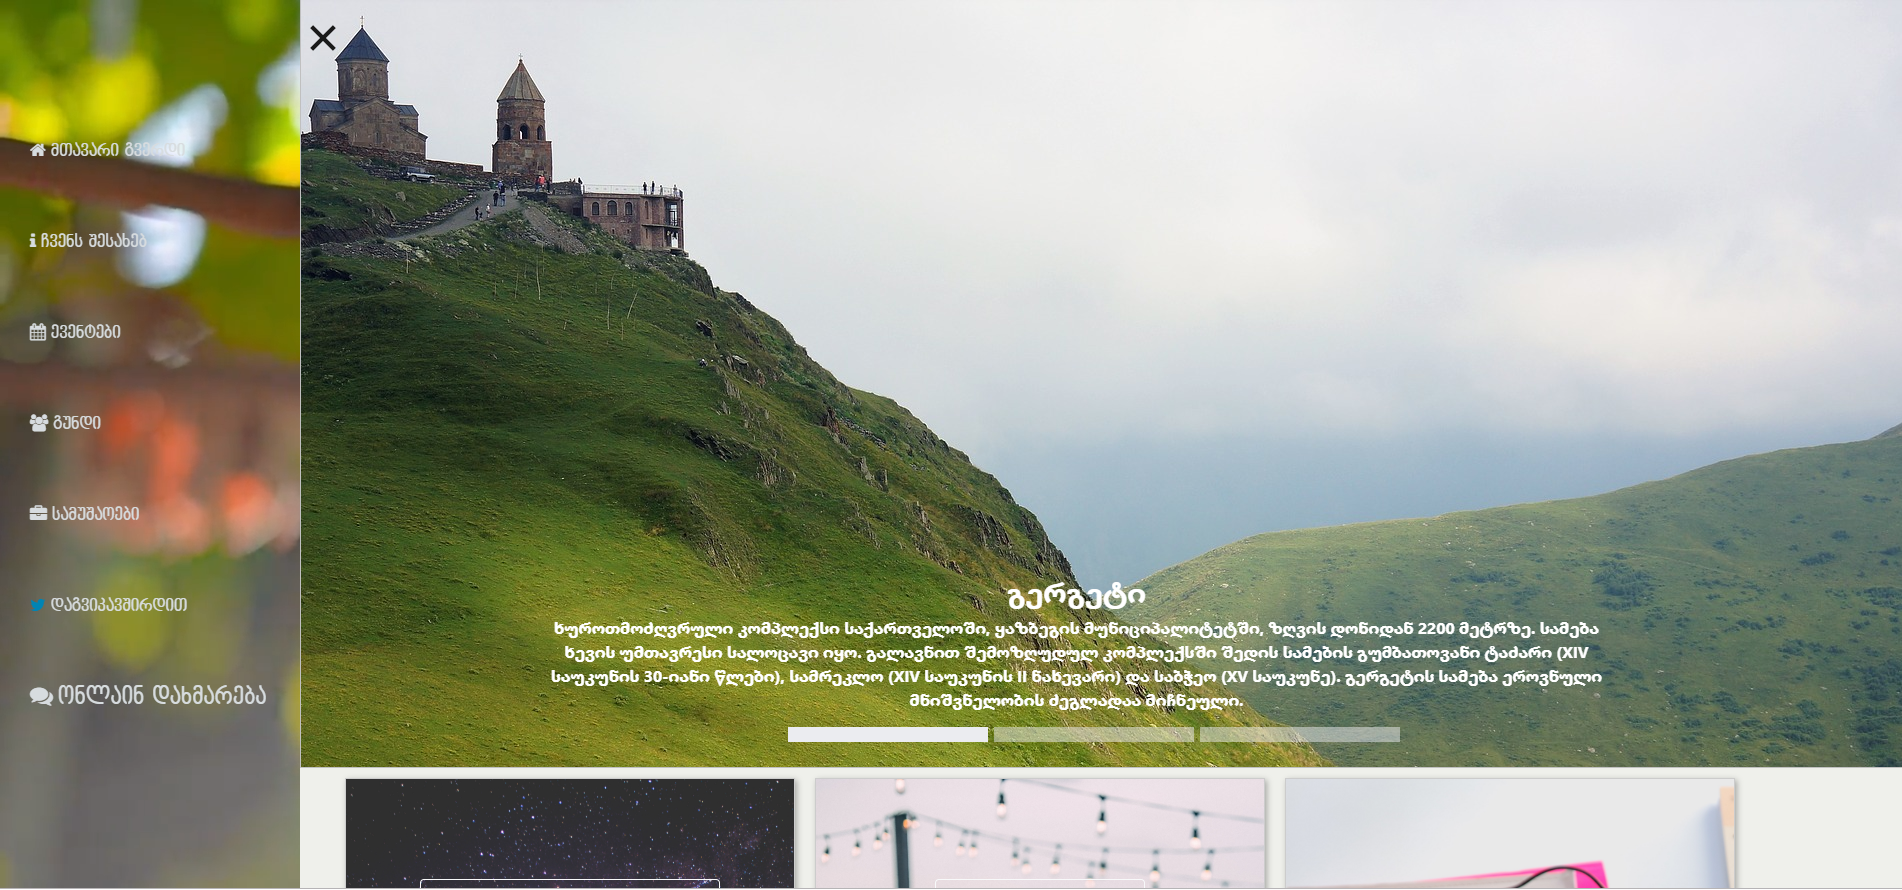 მთავარი გვერდი
ჩვენს შესახებ
ევენტები
გუნდი
სამუშაოები
დაგვიკავშირდით
ონლაინ დახმარება
გერგეტი
ხუროთმოძღვრული კომპლექსი საქართველოში, ყაზბეგის მუნიციპალიტეტში, ზღვის დონიდან 2200 მეტრზე. სამება
ხევის უმთავრესი სალოცავი იყო. გალავნით შემოზღუდულ კომპლექსში შედის სამების გუმბათოვანი ტაძარი (XIV
საუკუნის 30-იანი წლები), სამრეკლო (XIV საუკუნის II ნახევარი) და საბჭეო (XV საუკუნე). გერგეტის სამება ეროვნული
მნიშვნელობის ძეგლადაა მიჩნეული.